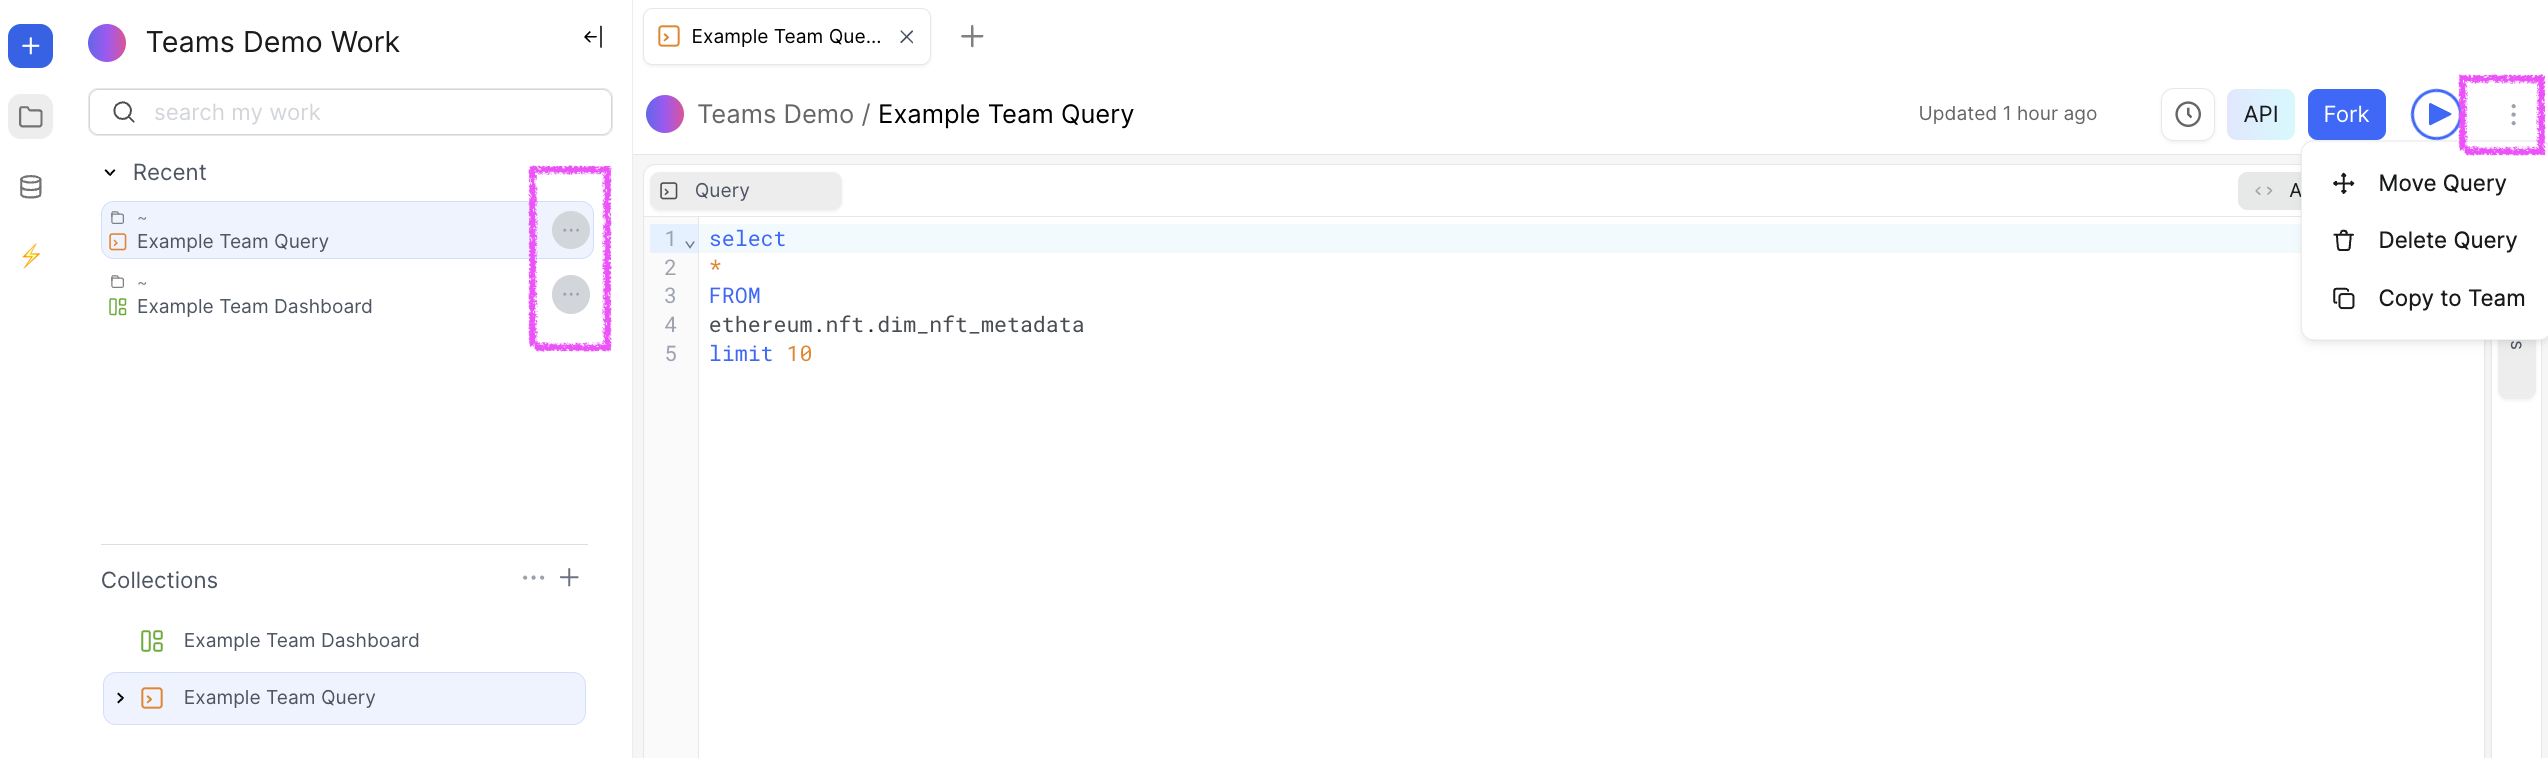 Teams Demo Work
search my work
Recent
~
Example Team Query
~
Example Team Dashboard
Collections
Example Team Dashboard
Example Team Query
Example Team Que...
Teams Demo / Example Team Query
Updated 1 hour ago
API
Fork
Move Query
Delete Query
Copy to Team
Query
A
1 select
2 *
3 FROM
4 ethereum.nft.dim_nft_metadata
5 limit 10
s